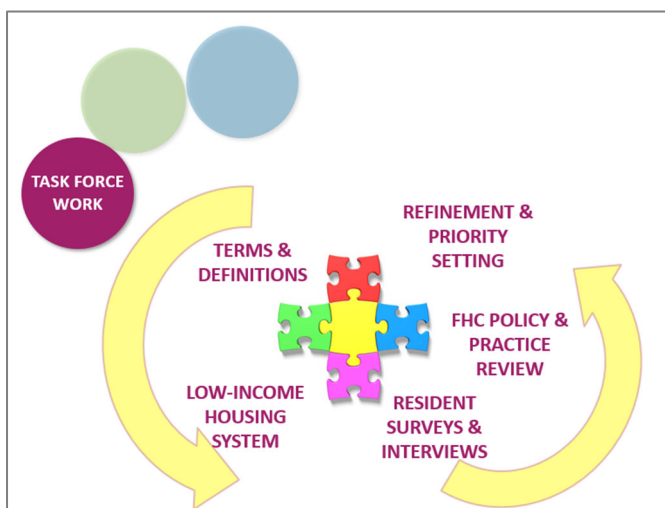 TASK FORCE
WORK
TERMS &
DEFINITIONS
LOW-INCOME
HOUSING
SYSTEM
RESIDENT
SURVEYS &
INTERVIEWS
FHC POLICY &
PRACTICE
REVIEW
REFINEMENT &
PRIORITY
SETTING